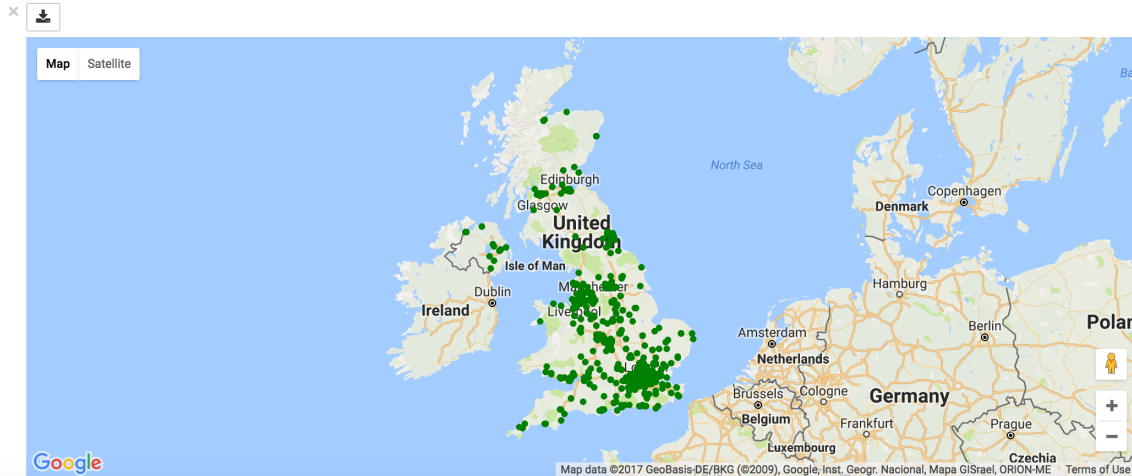 Map
Satellite
Ba
North Sea
Edinburgh
Copenhagen
Denmark
Glasgow
United
Kingdom
Isle of Man
Hamburg
Dublin
Manchester
Ireland
Liverpool
Berlin
Polar
Amsterdam
Netherlands
Lo
Brussels
Cologne
Germany
Belgium
Frankfurt
Prague
Luxembourg
Czechia
Google
Map data ©2017 GeoBasis-DE/BKG (©2009), Google, Inst. Geogr. Nacional, Mapa GISrael, ORION-ME Terms of Use